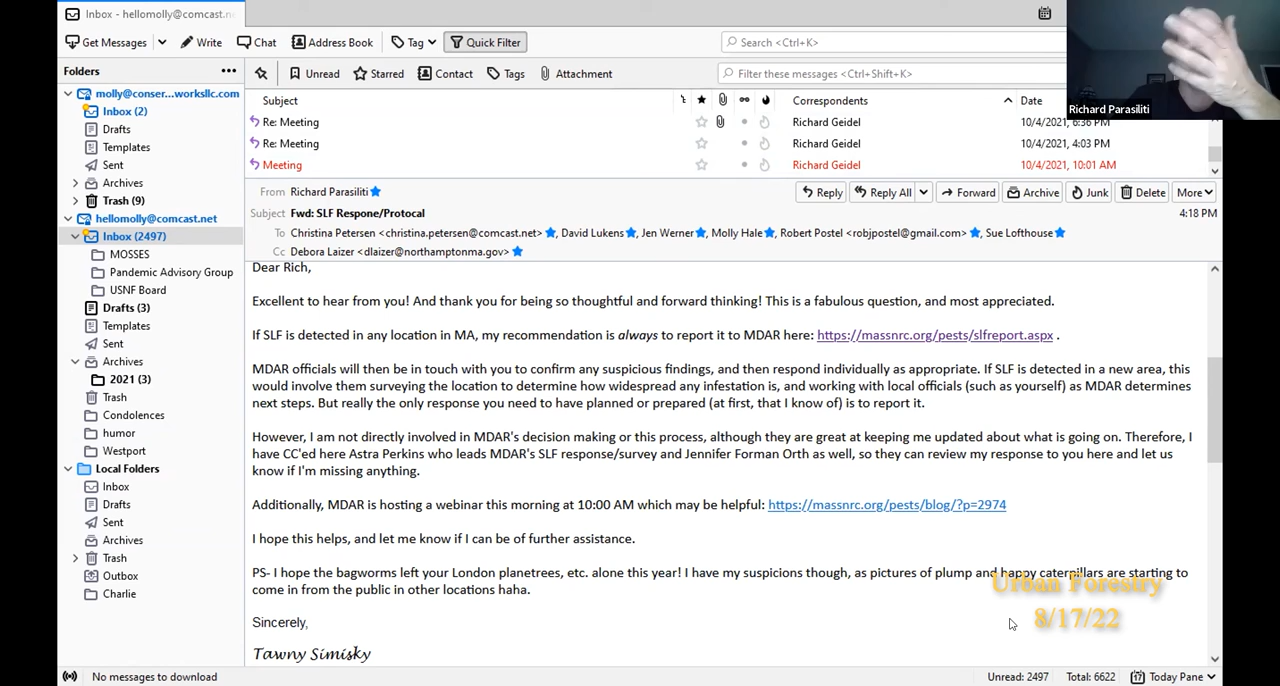 Inbox - hellomolly@comcast.n
Get Messages
Write
Chat
Address Book
Tag
Quick Filter
Search <Ctrl+K>
Folders
•••
molly@conser...worksllc.com
Inbox (2)
Drafts
Templates
Sent
Archives
Trash (9)
hellomolly@comcast.net
Inbox (2497)
MOSSES
Pandemic Advisory Group
USNF Board
Drafts (3)
Templates
Sent
Archives
2021 (3)
Trash
Condolences
humor
Westport
Local Folders
Inbox
Drafts
Sent
Archives
Trash
Outbox
Charlie
Unread
Starred
Contact
Tags
Attachment
Filter these messages <Ctrl+Shift+K>
Richard Parasiliti
Subject Correspondents Date
Re: Meeting Richard Geidel 10/4/2021, 6:36 PM
Re: Meeting Richard Geidel 10/4/2021, 4:03 PM
Meeting Richard Geidel 10/4/2021, 10:01 AM
From Richard Parasiliti
Reply
Reply All
Forward
Archive
Junk
Delete
More
Subject Fwd: SLF Respone/Protocal 4:18 PM
To Christina Petersen <christina.petersen@comcast.net>, David Lukens, Jen Werner, Molly Hale, Robert Postel <robjpostel@gmail.com>, Sue Lofthouse
Cc Debora Laizer <dlaizer@northamptonma.gov>
Dear Rich,
Excellent to hear from you! And thank you for being so thoughtful and forward thinking! This is a fabulous question, and most appreciated.
If SLF is detected in any location in MA, my recommendation is always to report it to MDAR here: https://massnrc.org/pests/slfreport.aspx .
MDAR officials will then be in touch with you to confirm any suspicious findings, and then respond individually as appropriate. If SLF is detected in a new area, this
would involve them surveying the location to determine how widespread any infestation is, and working with local officials (such as yourself) as MDAR determines
next steps. But really the only response you need to have planned or prepared (at first, that I know of) is to report it.
However, I am not directly involved in MDAR's decision making or this process, although they are great at keeping me updated about what is going on. Therefore, I
have CC'ed here Astra Perkins who leads MDAR's SLF response/survey and Jennifer Forman Orth as well, so they can review my response to you here and let us
know if I'm missing anything.
Additionally, MDAR is hosting a webinar this morning at 10:00 AM which may be helpful: https://massnrc.org/pests/blog/?p=2974
I hope this helps, and let me know if I can be of further assistance.
PS- I hope the bagworms left your London planetrees, etc. alone this year! I have my suspicions though, as pictures of plump and happy caterpillars are starting to
come in from the public in other locations haha.
Urban Forestry
8/17/22
Sincerely,
Tawny Simisky
No messages to download
Unread: 2497
Total: 6622
17
Today Pane